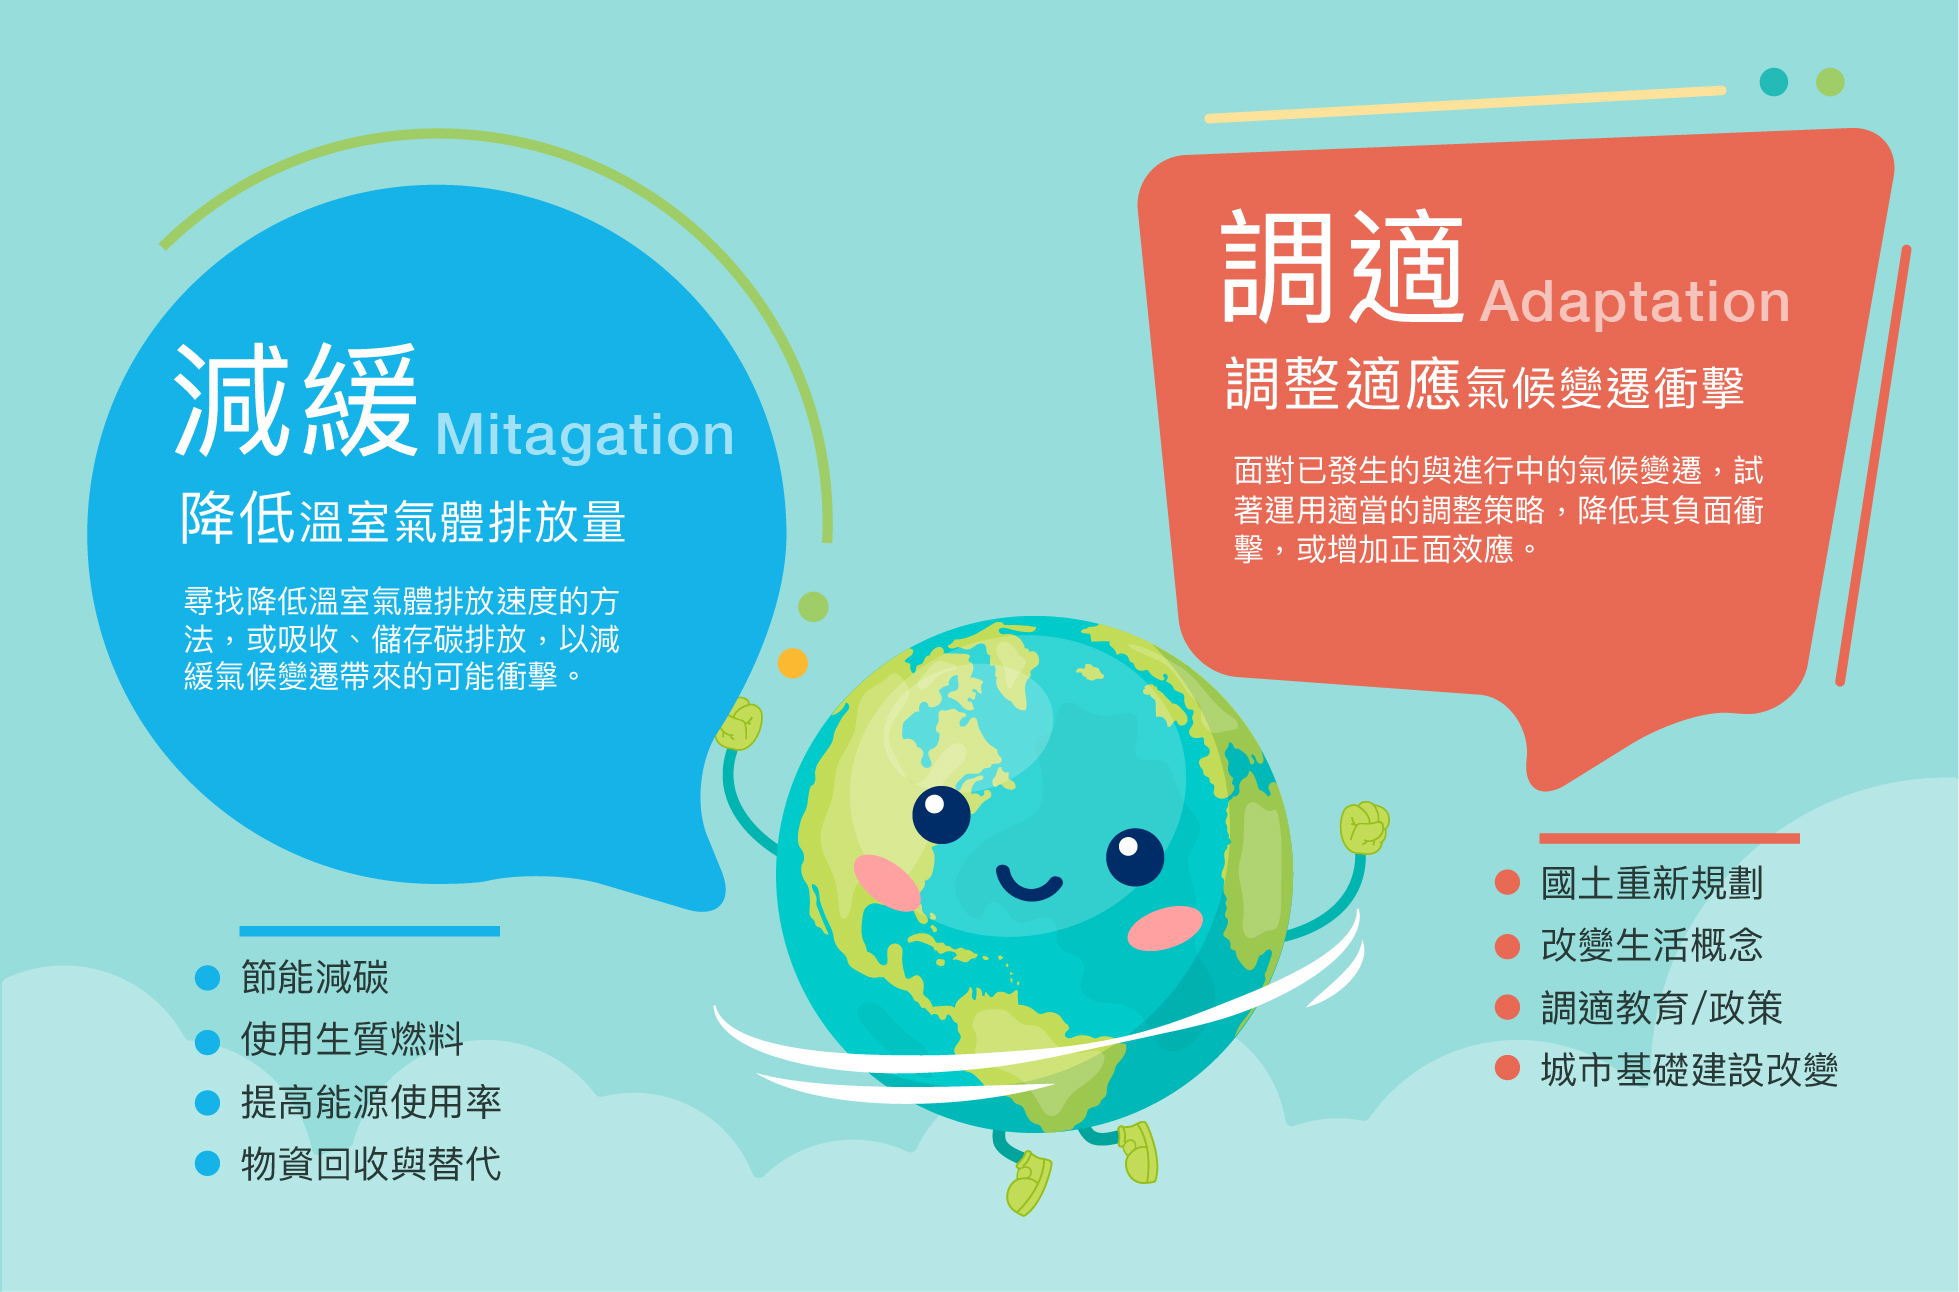 減緩 Mitagation
降低溫室氣體排放量
尋找降低溫室氣體排放速度的方
法，或吸收、儲存碳排放，以減
緩氣候變遷帶來的可能衝擊。
節能減碳
使用生質燃料
提高能源使用率
物資回收與替代
調適 Adaptation
調整適應氣候變遷衝擊
面對已發生的與進行中的氣候變遷，試
著運用適當的調整策略，降低其負面衝
擊，或增加正面效應。
國土重新規劃
改變生活概念
調適教育/政策
城市基礎建設改變